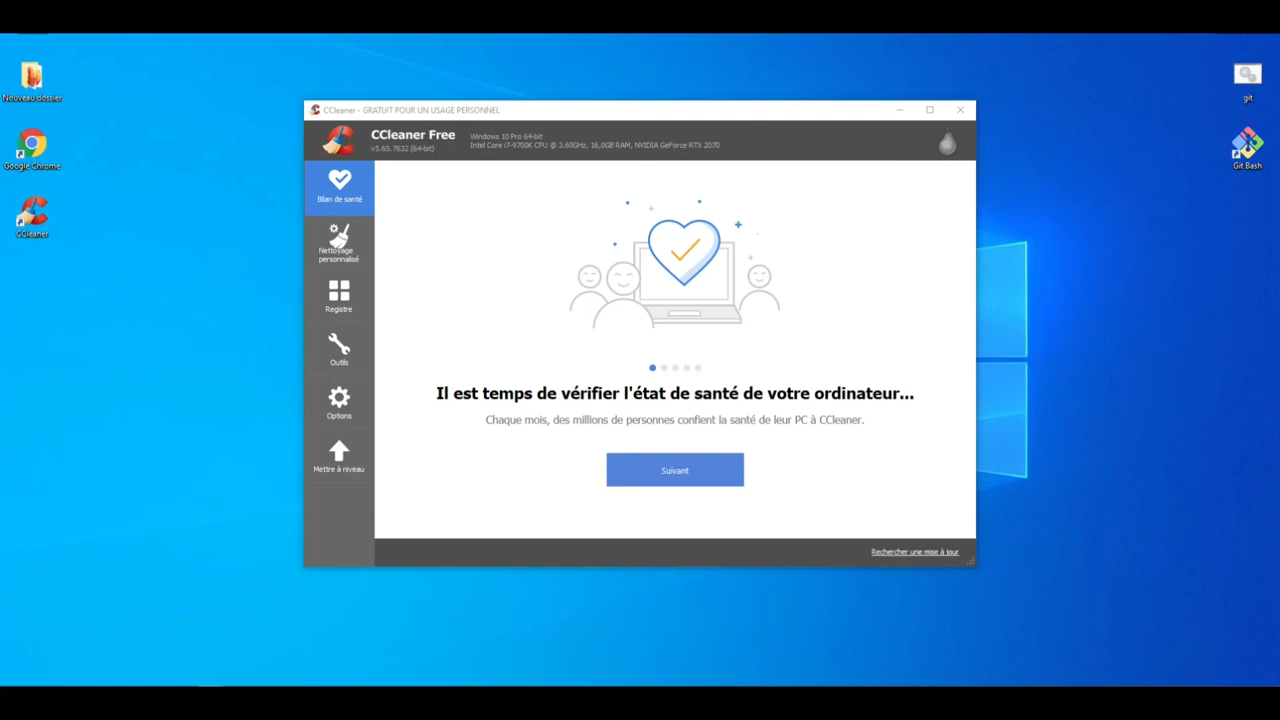 Nouveau dossier
Google Chrome
CCleaner
git
Git Bash
CCleaner - GRATUIT POUR UN USAGE PERSONNEL
CCleaner Free
v5.65.7632 (64-bit)
Windows 10 Pro 64-bit
Intel Core i7-9700K CPU @ 3.60GHz, 16,0GB RAM, NVIDIA GeForce RTX 2070
Bilan de santé
Nettoyage
personnalisé
Registre
Outils
Options
Mettre à niveau
Il est temps de vérifier l'état de santé de votre ordinateur...
Chaque mois, des millions de personnes confient la santé de leur PC à CCleaner.
Suivant
Rechercher une mise à jour